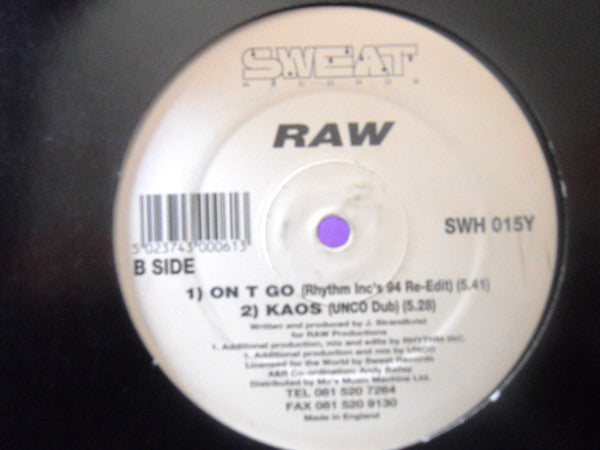 SWEAT
RECORDS
RAW
5 023743 000613
SWH 015Y
B SIDE
1) ON T GO (Rhythm Inc's 94 Re-Edit) (5.41)
2) KAOS (UNCO Dub) (5.28)
Written and produced by J. Strandkvist
for RAW Productions
1. Additional production, mix and edits by RHYTHM INC.
1. Additional production and mix by UNCO
Licensed for the World by Sweat Records
A&R Co-ordination: Andy Bailey
Distributed by Mo's Music Machine Ltd.
TEL 081 520 7264
FAX 081 520 9130
Made in England